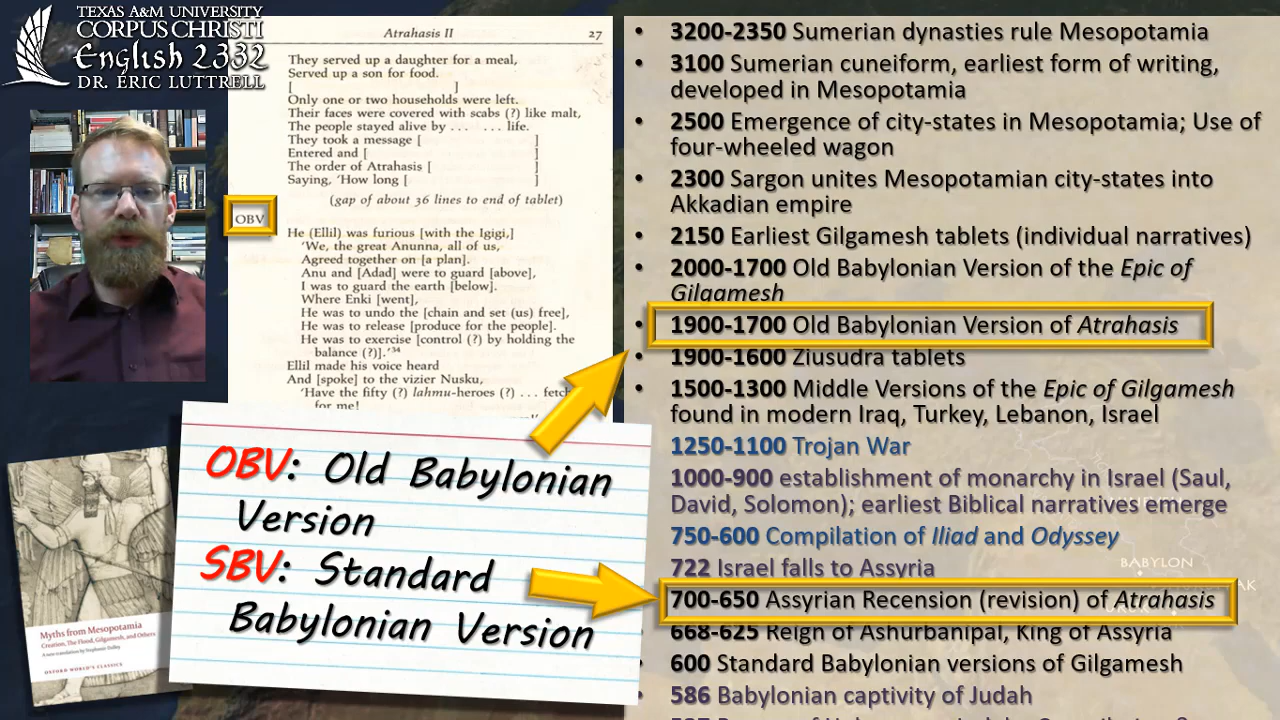 TEXAS A&M UNIVERSITY
CORPUS CHRISTI
English 2332
DR. ERIC LUTTRELL
Atrahasis II 27
They served up a daughter for a meal,
Served up a son for food.
[ ]
Only one or two households were left.
Their faces were covered with scabs (?) like malt,
The people stayed alive by . . . . . . life.
They took a message [ ]
Entered and [ ]
The order of Atrahasis [ ]
Saying, 'How long [ ]
(gap of about 36 lines to end of tablet)
OBV
He (Ellil) was furious [with the Igigi,]
'We, the great Anunna, all of us,
Agreed together on [a plan].
Anu and [Adad] were to guard [above],
I was to guard the earth [below].
Where Enki [went],
He was to undo the [chain and set (us) free],
He was to release [produce for the people].
He was to exercise [control (?) by holding the
balance (?)].'³⁴
Ellil made his voice heard
And [spoke] to the vizier Nusku,
'Have the fifty (?) lahmu-heroes (?) . . . fetch
for me!
OBV: Old Babylonian
Version
SBV: Standard
Babylonian Version
Myths from Mesopotamia
Creation, The Flood, Gilgamesh, and Others
A new translation by Stephanie Dalley
OXFORD WORLD'S CLASSICS
• 3200-2350 Sumerian dynasties rule Mesopotamia
• 3100 Sumerian cuneiform, earliest form of writing,
developed in Mesopotamia
• 2500 Emergence of city-states in Mesopotamia; Use of
four-wheeled wagon
• 2300 Sargon unites Mesopotamian city-states into
Akkadian empire
• 2150 Earliest Gilgamesh tablets (individual narratives)
• 2000-1700 Old Babylonian Version of the Epic of
Gilgamesh
• 1900-1700 Old Babylonian Version of Atrahasis
• 1900-1600 Ziusudra tablets
• 1500-1300 Middle Versions of the Epic of Gilgamesh
found in modern Iraq, Turkey, Lebanon, Israel
1250-1100 Trojan War
1000-900 establishment of monarchy in Israel (Saul,
David, Solomon); earliest Biblical narratives emerge
750-600 Compilation of Iliad and Odyssey
722 Israel falls to Assyria
700-650 Assyrian Recension (revision) of Atrahasis
668-625 Reign of Ashurbanipal, King of Assyria
600 Standard Babylonian versions of Gilgamesh
586 Babylonian captivity of Judah
BABYLON